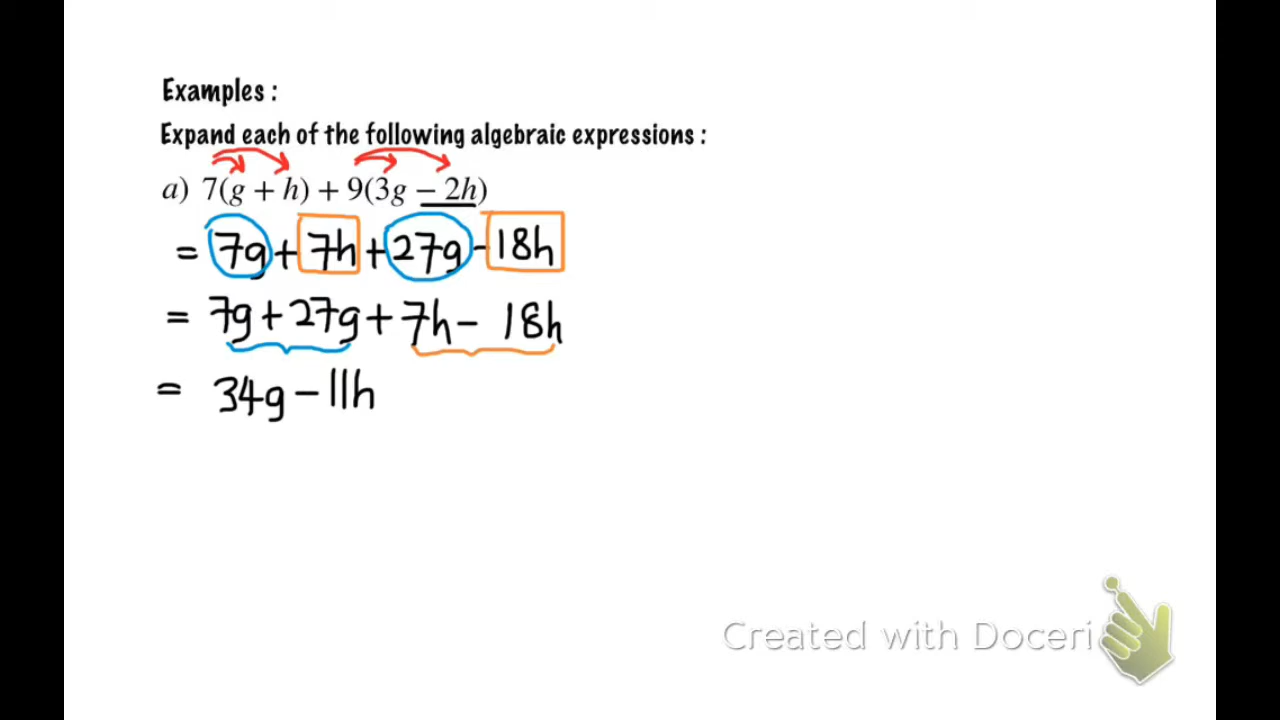 Examples :
Expand each of the following algebraic expressions :
a) 7(g + h) + 9(3g − 2h)
= 7g + 7h + 27g - 18h
= 7g + 27g + 7h − 18h
= 34g − 11h
Created with Doceri